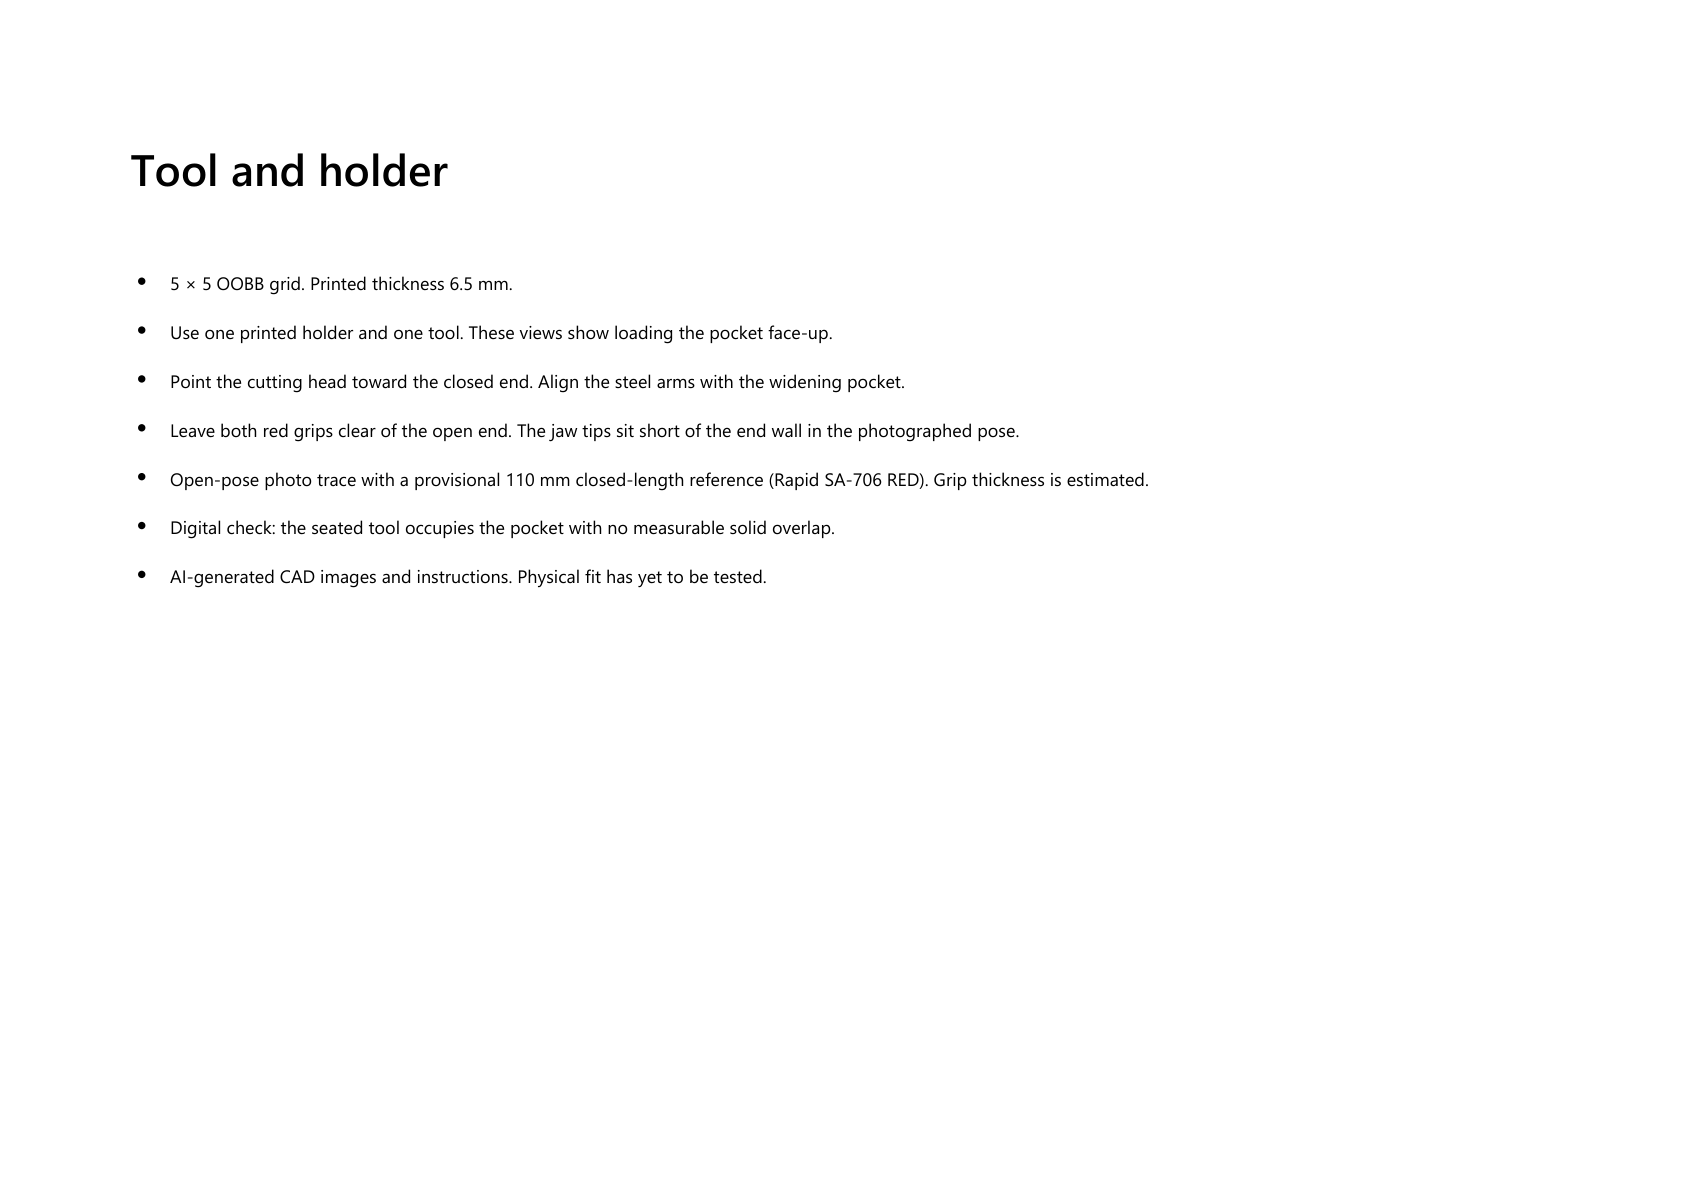 Tool and holder
• 5 × 5 OOBB grid. Printed thickness 6.5 mm.
• Use one printed holder and one tool. These views show loading the pocket face-up.
• Point the cutting head toward the closed end. Align the steel arms with the widening pocket.
• Leave both red grips clear of the open end. The jaw tips sit short of the end wall in the photographed pose.
• Open-pose photo trace with a provisional 110 mm closed-length reference (Rapid SA-706 RED). Grip thickness is estimated.
• Digital check: the seated tool occupies the pocket with no measurable solid overlap.
• AI-generated CAD images and instructions. Physical fit has yet to be tested.